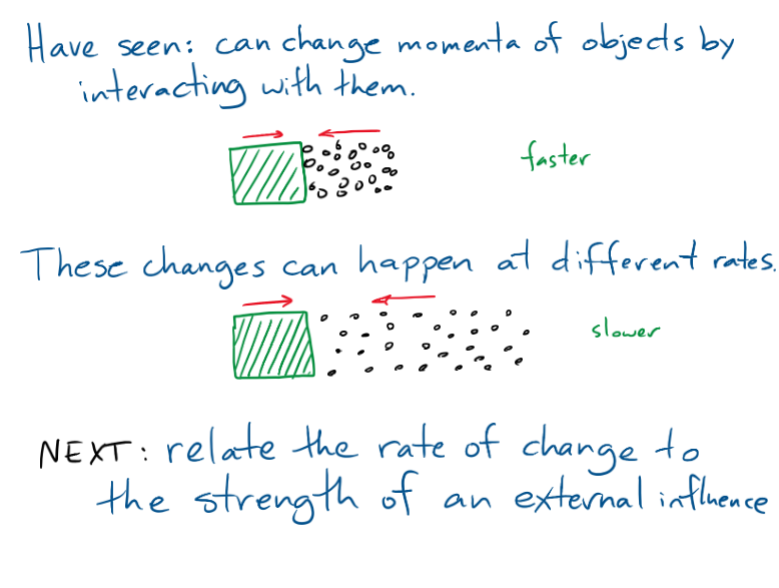 Have seen: can change momenta of objects by
interacting with them.
faster
These changes can happen at different rates.
slower
NEXT: relate the rate of change to
the strength of an external influence